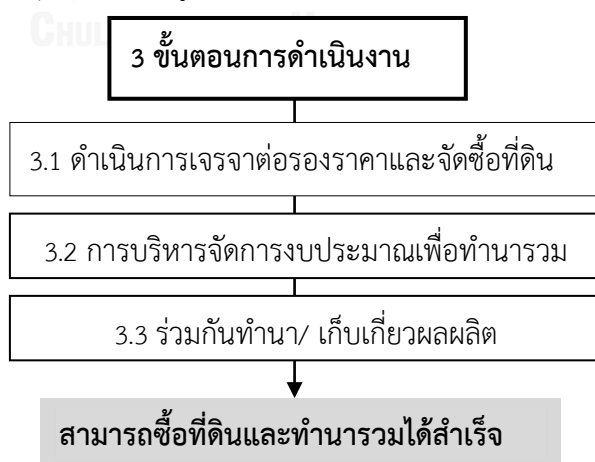 3 ขั้นตอนการดำเนินงาน
3.1 ดำเนินการเจรจาต่อรองราคาและจัดซื้อที่ดิน
3.2 การบริหารจัดการงบประมาณเพื่อทำนารวม
3.3 ร่วมกันทำนา/ เก็บเกี่ยวผลผลิต
สามารถซื้อที่ดินและทำนารวมได้สำเร็จ